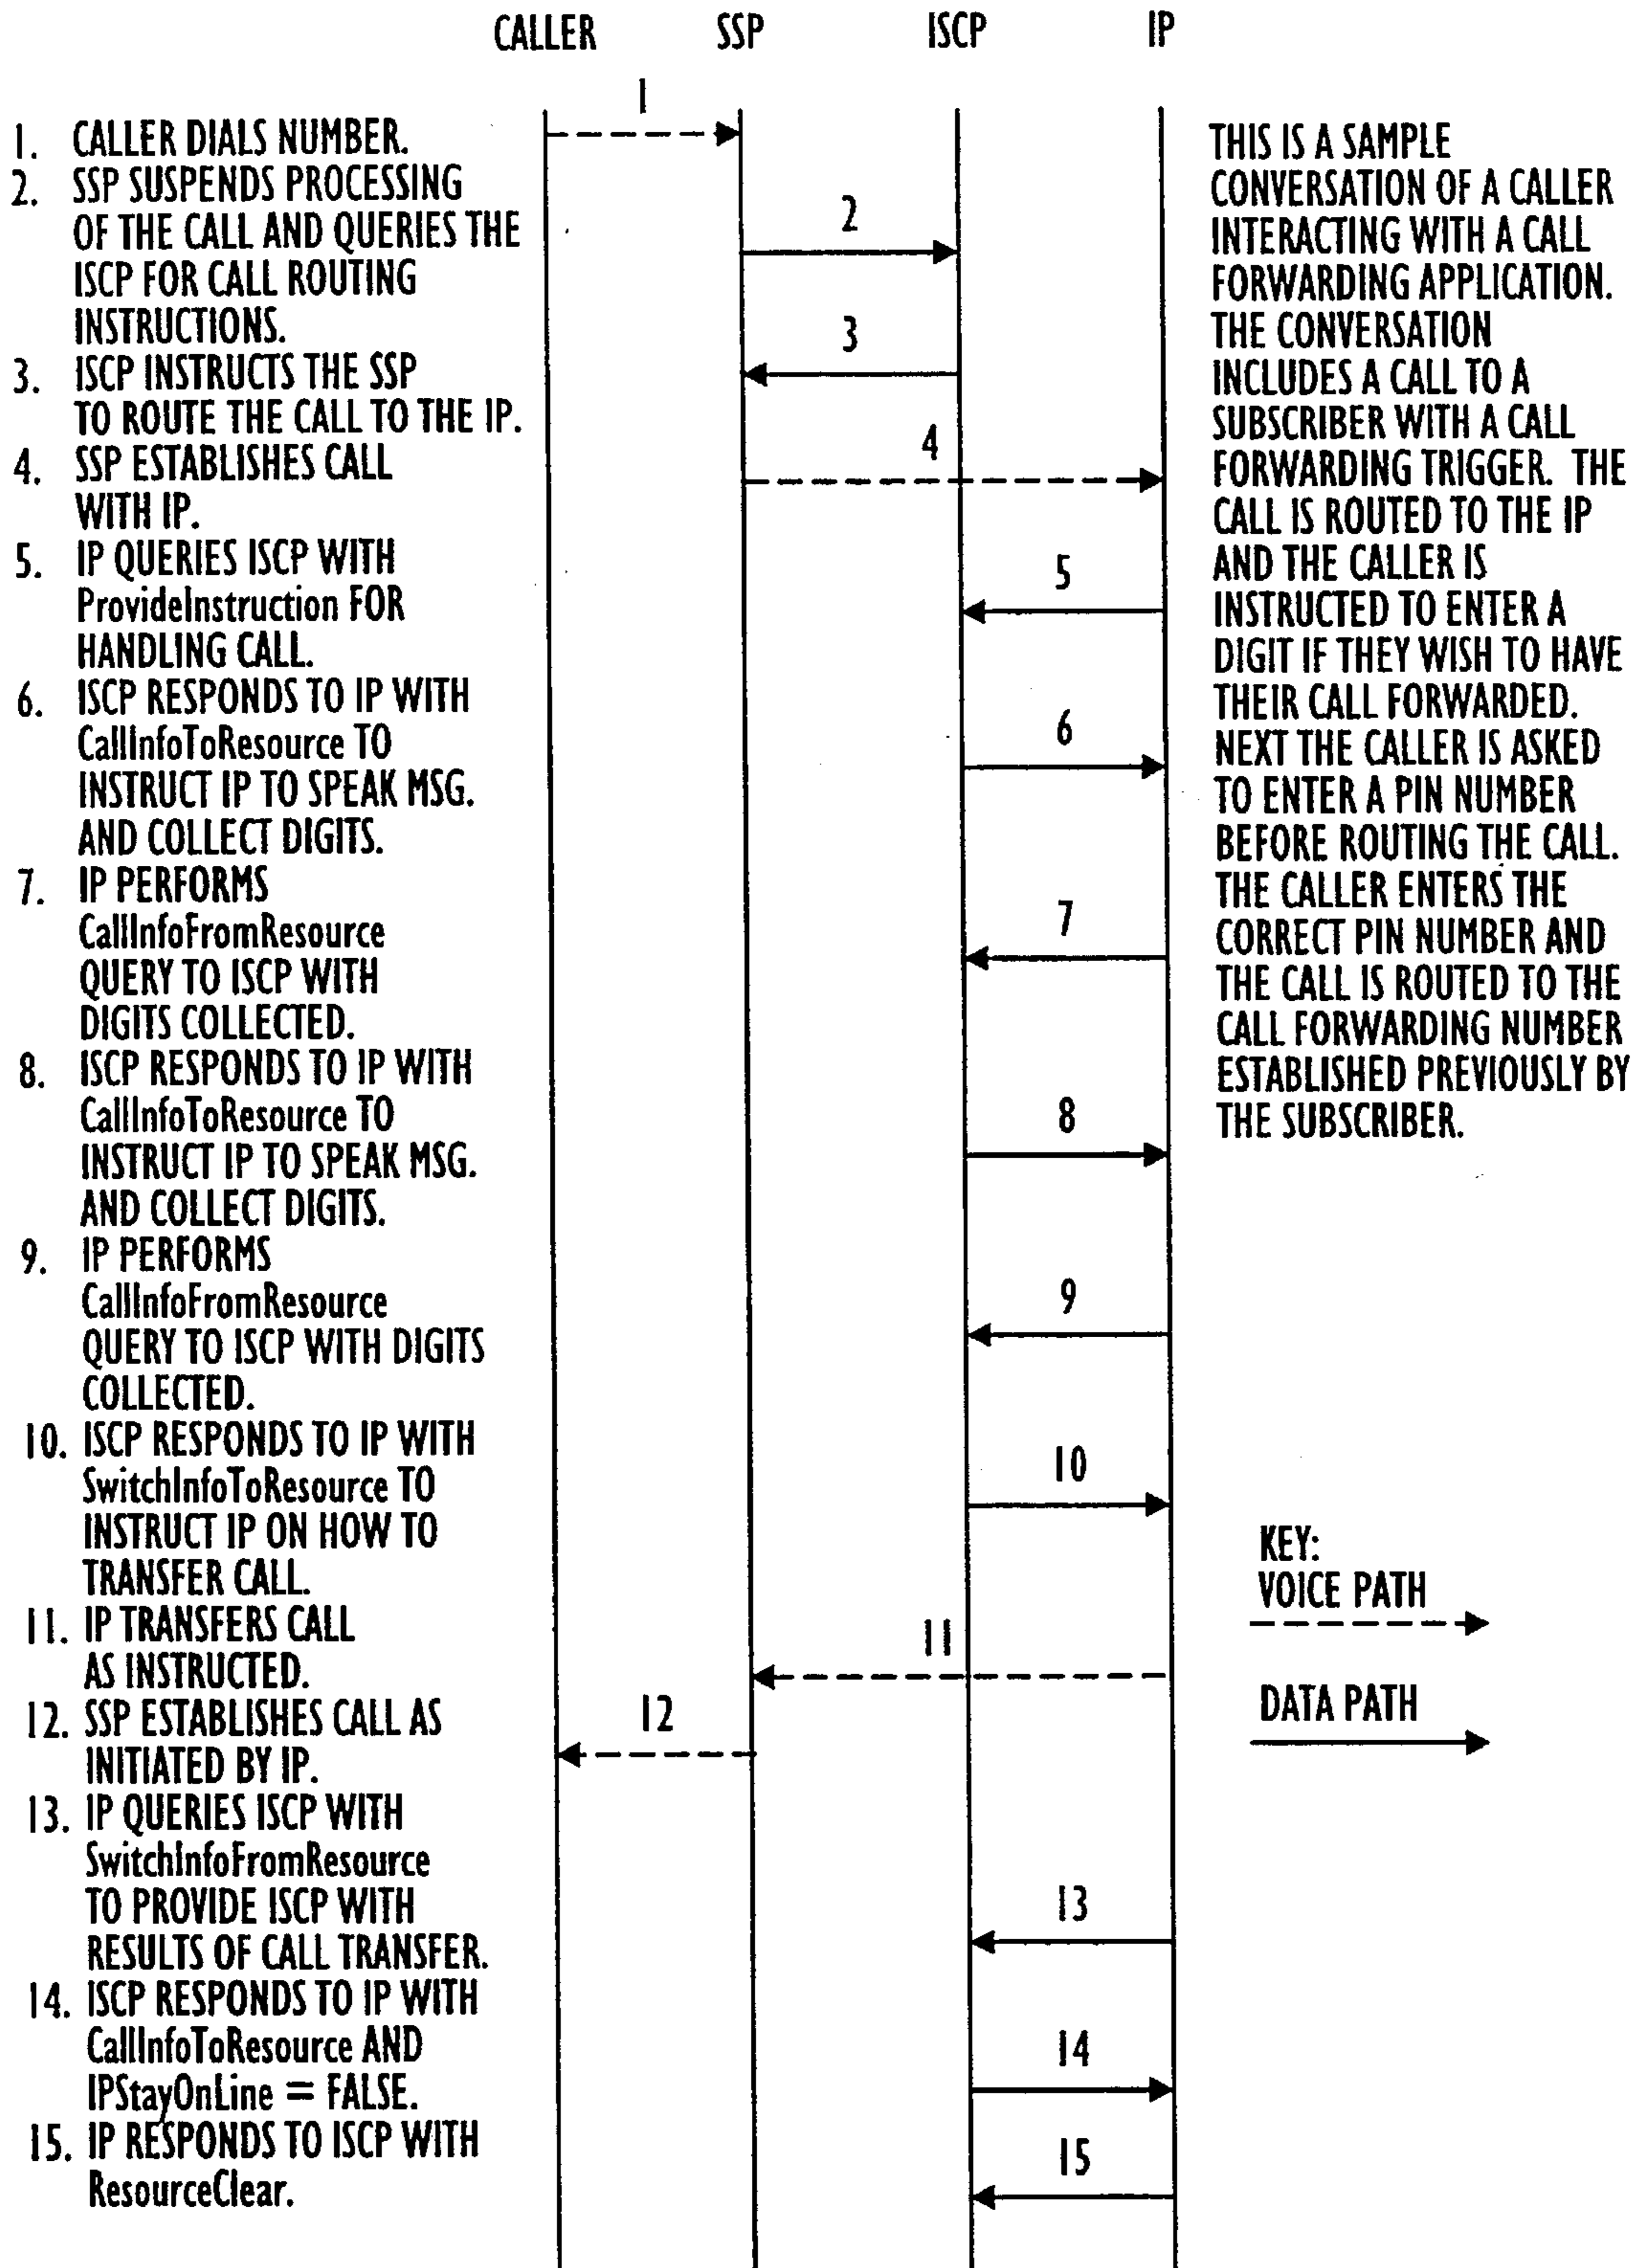 CALLER SSP ISCP IP
1. CALLER DIALS NUMBER.
2. SSP SUSPENDS PROCESSING
OF THE CALL AND QUERIES THE
ISCP FOR CALL ROUTING
INSTRUCTIONS.
3. ISCP INSTRUCTS THE SSP
TO ROUTE THE CALL TO THE IP.
4. SSP ESTABLISHES CALL
WITH IP.
5. IP QUERIES ISCP WITH
ProvideInstruction FOR
HANDLING CALL.
6. ISCP RESPONDS TO IP WITH
CallInfoToResource TO
INSTRUCT IP TO SPEAK MSG.
AND COLLECT DIGITS.
7. IP PERFORMS
CallInfoFromResource
QUERY TO ISCP WITH
DIGITS COLLECTED.
8. ISCP RESPONDS TO IP WITH
CallInfoToResource TO
INSTRUCT IP TO SPEAK MSG.
AND COLLECT DIGITS.
9. IP PERFORMS
CallInfoFromResource
QUERY TO ISCP WITH DIGITS
COLLECTED.
10. ISCP RESPONDS TO IP WITH
SwitchInfoToResource TO
INSTRUCT IP ON HOW TO
TRANSFER CALL.
11. IP TRANSFERS CALL
AS INSTRUCTED.
12. SSP ESTABLISHES CALL AS
INITIATED BY IP.
13. IP QUERIES ISCP WITH
SwitchInfoFromResource
TO PROVIDE ISCP WITH
RESULTS OF CALL TRANSFER.
14. ISCP RESPONDS TO IP WITH
CallInfoToResource AND
IPStayOnLine = FALSE.
15. IP RESPONDS TO ISCP WITH
ResourceClear.
1
2
3
4
5
6
7
8
9
10
11
12
13
14
15
THIS IS A SAMPLE
CONVERSATION OF A CALLER
INTERACTING WITH A CALL
FORWARDING APPLICATION.
THE CONVERSATION
INCLUDES A CALL TO A
SUBSCRIBER WITH A CALL
FORWARDING TRIGGER. THE
CALL IS ROUTED TO THE IP
AND THE CALLER IS
INSTRUCTED TO ENTER A
DIGIT IF THEY WISH TO HAVE
THEIR CALL FORWARDED.
NEXT THE CALLER IS ASKED
TO ENTER A PIN NUMBER
BEFORE ROUTING THE CALL.
THE CALLER ENTERS THE
CORRECT PIN NUMBER AND
THE CALL IS ROUTED TO THE
CALL FORWARDING NUMBER
ESTABLISHED PREVIOUSLY BY
THE SUBSCRIBER.
KEY:
VOICE PATH
DATA PATH